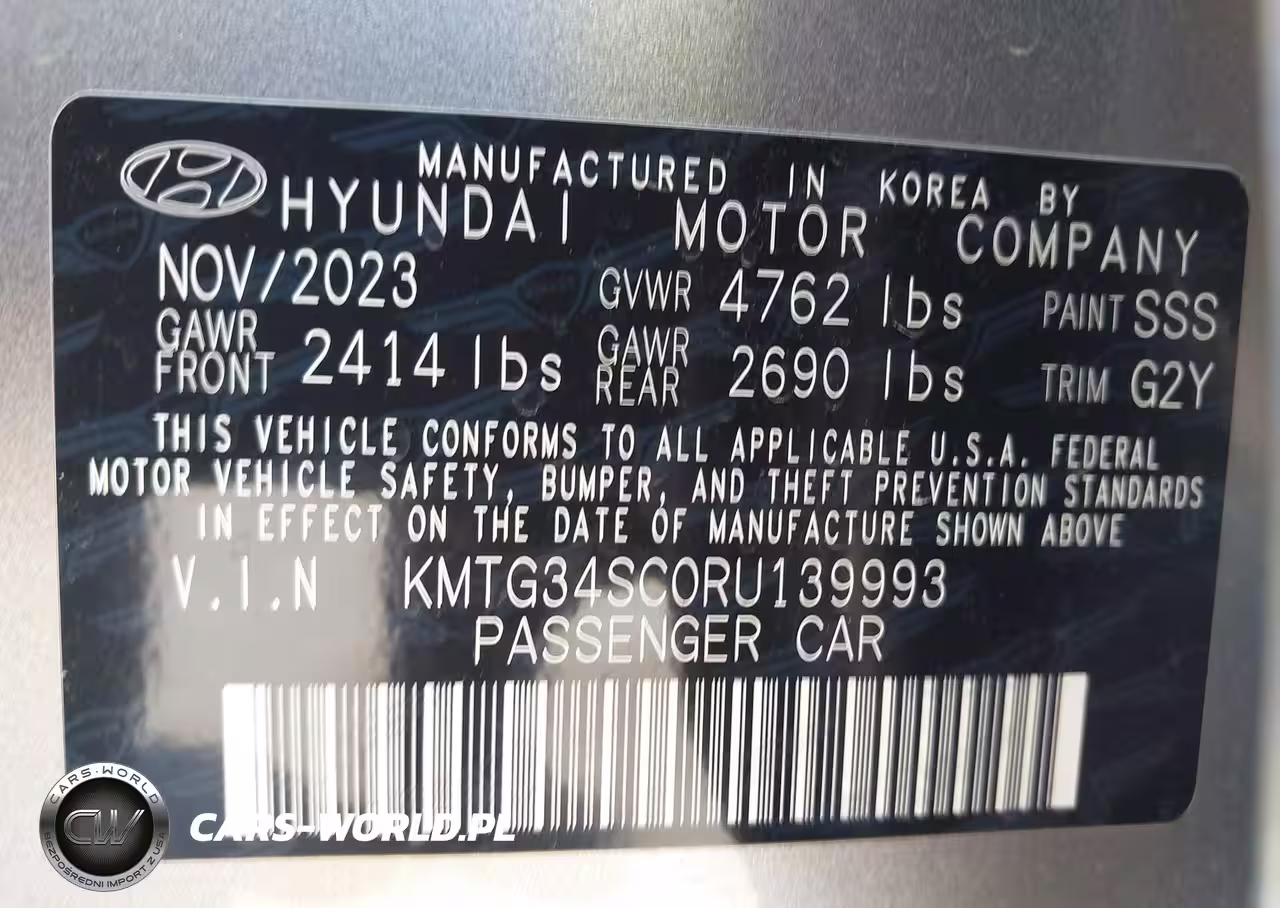 MANUFACTURED IN KOREA BY
HYUNDAI MOTOR COMPANY
NOV/2023 GVWR 4762 lbs PAINT SSS
GAWR FRONT 2414 lbs GAWR REAR 2690 lbs TRIM G2Y
THIS VEHICLE CONFORMS TO ALL APPLICABLE U.S.A. FEDERAL
MOTOR VEHICLE SAFETY, BUMPER, AND THEFT PREVENTION STANDARDS
IN EFFECT ON THE DATE OF MANUFACTURE SHOWN ABOVE
V.I.N KMTG34SC0RU139993
PASSENGER CAR
CARS-WORLD
CW
BEZPOŚREDNI IMPORT Z USA
CARS-WORLD.PL